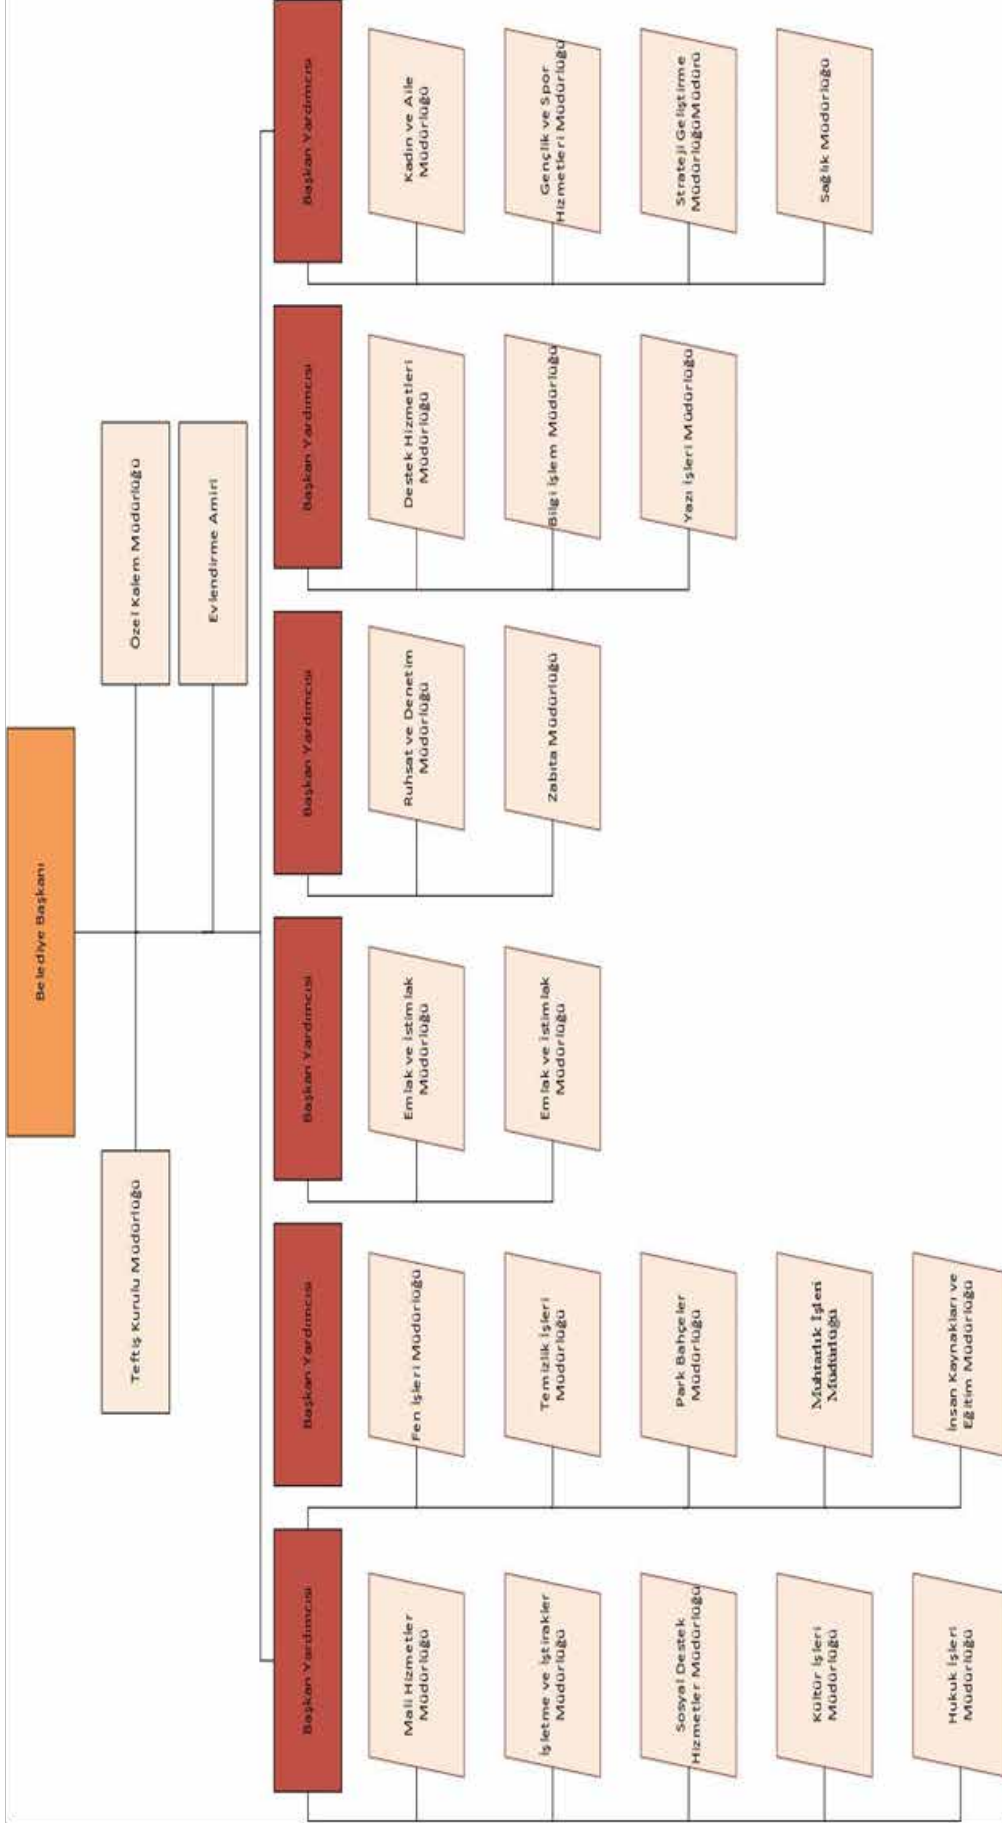 Belediye Başkanı
Teftiş Kurulu Müdürlüğü
Özel Kalem Müdürlüğü
Evlendirme Amiri
Başkan Yardımcısı
Mali Hizmetler
Müdürlüğü
İşletme ve İştirakler
Müdürlüğü
Sosyal Destek
Hizmetler Müdürlüğü
Kültür İşleri
Müdürlüğü
Hukuk İşleri
Müdürlüğü
Başkan Yardımcısı
Fen İşleri Müdürlüğü
Temizlik İşleri
Müdürlüğü
Park Bahçeler
Müdürlüğü
Muhtarlık İşleri
Müdürlüğü
İnsan Kaynakları ve
Eğitim Müdürlüğü
Başkan Yardımcısı
Emlak ve İstimlak
Müdürlüğü
Emlak ve İstimlak
Müdürlüğü
Başkan Yardımcısı
Ruhsat ve Denetim
Müdürlüğü
Zabıta Müdürlüğü
Başkan Yardımcısı
Destek Hizmetleri
Müdürlüğü
Bilgi İşlem Müdürlüğü
Yazı İşleri Müdürlüğü
Başkan Yardımcısı
Kadın ve Aile
Müdürlüğü
Gençlik ve Spor
Hizmetleri Müdürlüğü
Strateji Geliştirme
MüdürlüğüMüdürü
Sağlık Müdürlüğü